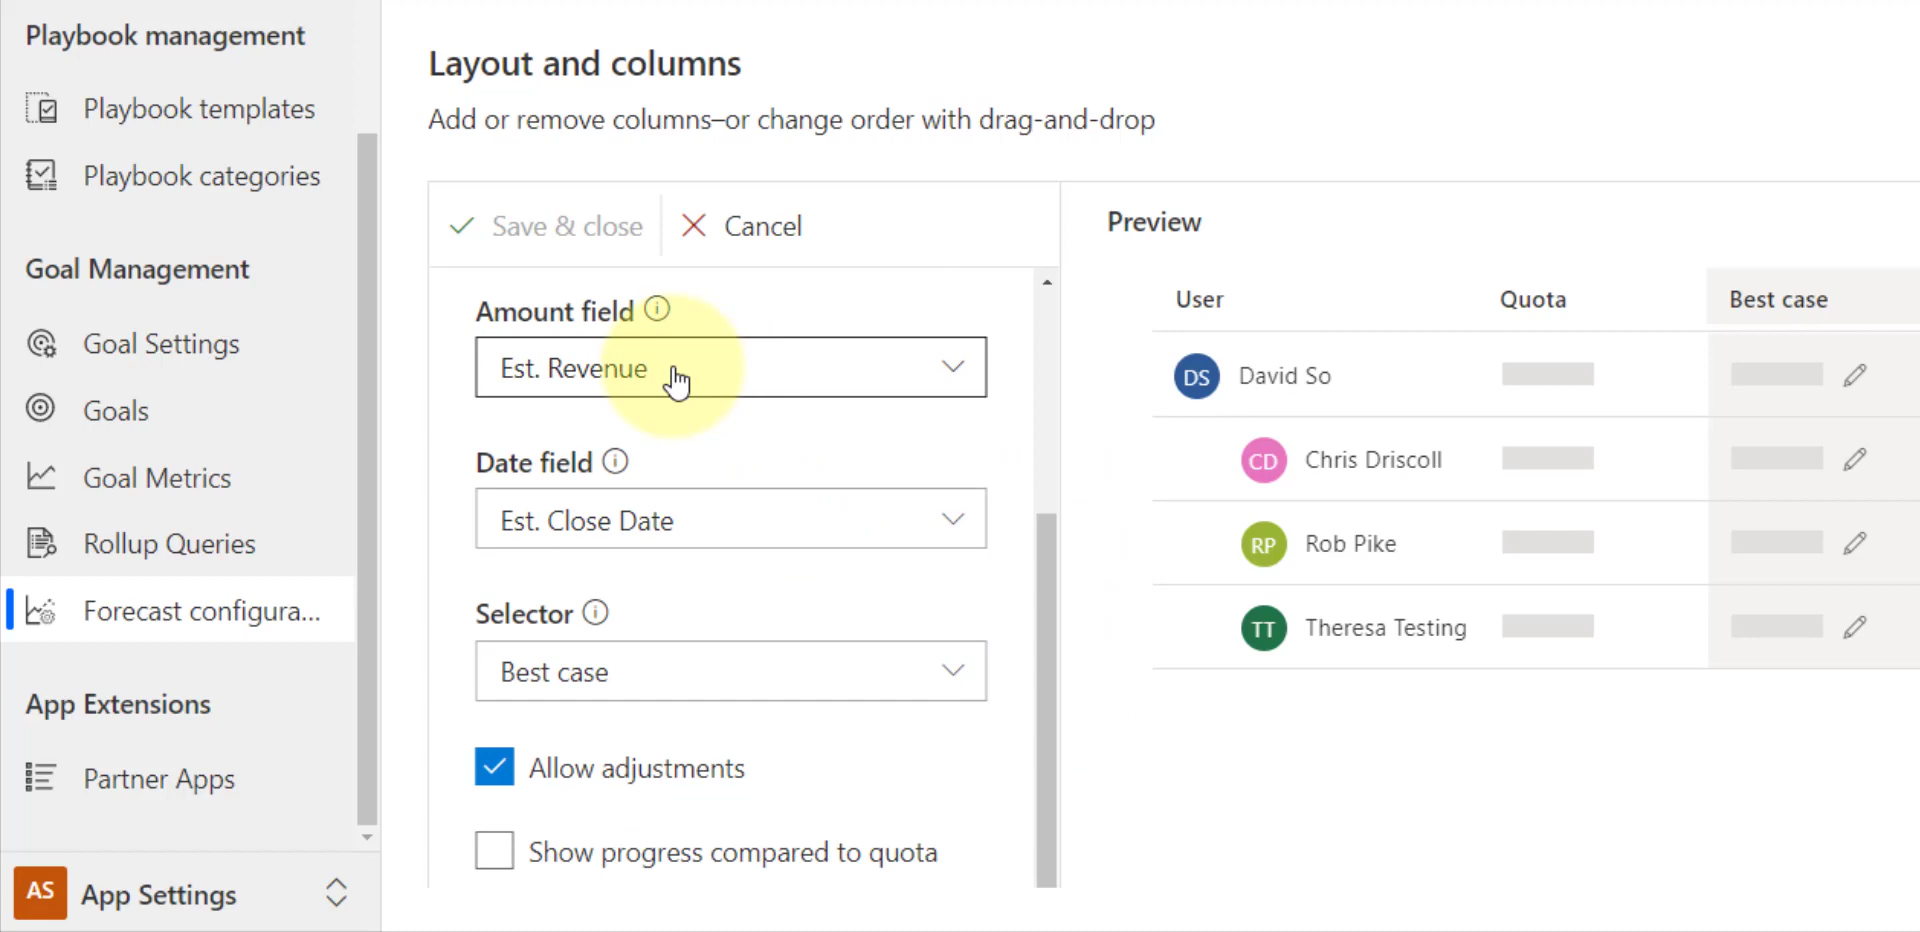 Playbook management
Playbook templates
Playbook categories
Goal Management
Goal Settings
Goals
Goal Metrics
Rollup Queries
Forecast configura...
App Extensions
Partner Apps
AS App Settings
Layout and columns
Add or remove columns–or change order with drag-and-drop
Save & close Cancel
Amount field
Est. Revenue
Date field
Est. Close Date
Selector
Best case
Allow adjustments
Show progress compared to quota
Preview
User Quota Best case
DS David So
CD Chris Driscoll
RP Rob Pike
TT Theresa Testing